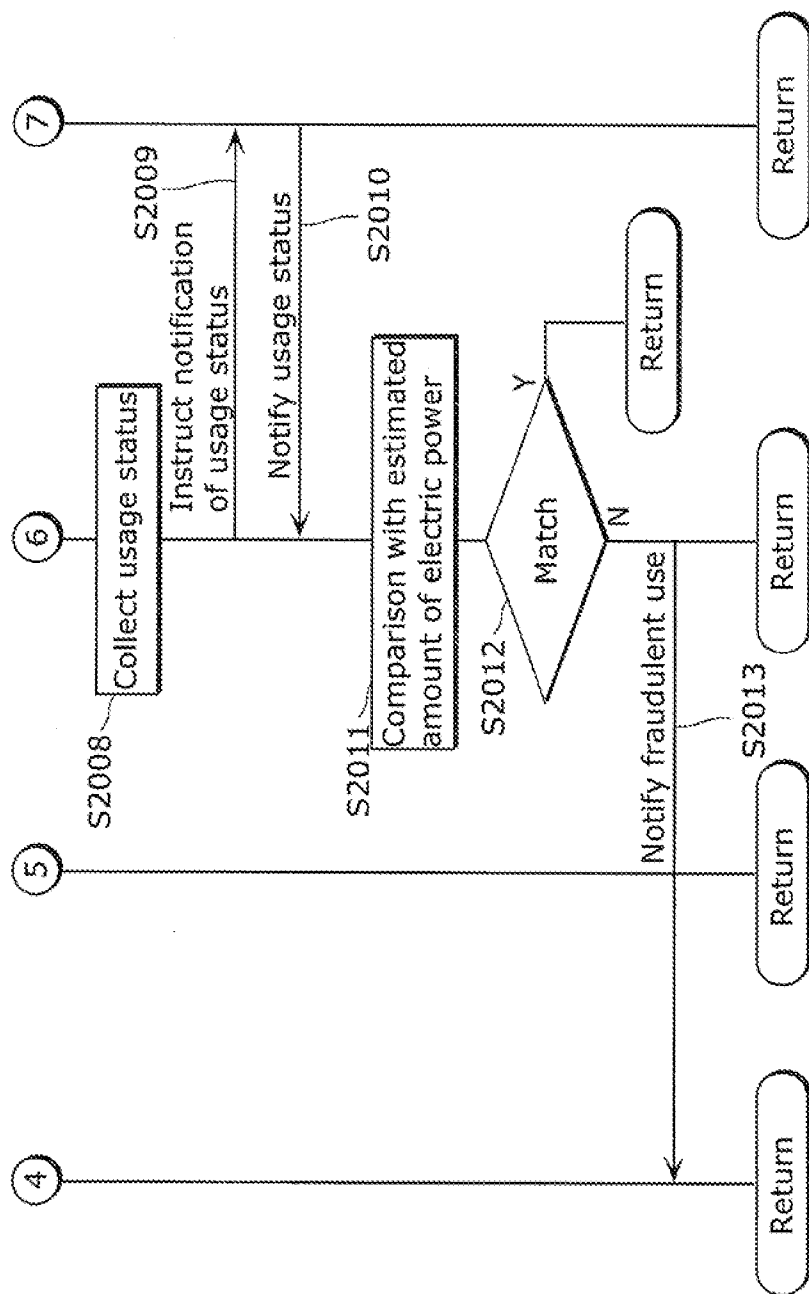 4
5
6
7
S2008
Collect usage status
Instruct notification
of usage status
S2009
Notify usage status
S2010
S2011
Comparison with estimated
amount of electric power
S2012
Match
Y
N
Return
Notify fraudulent use
S2013
Return
Return
Return
Return